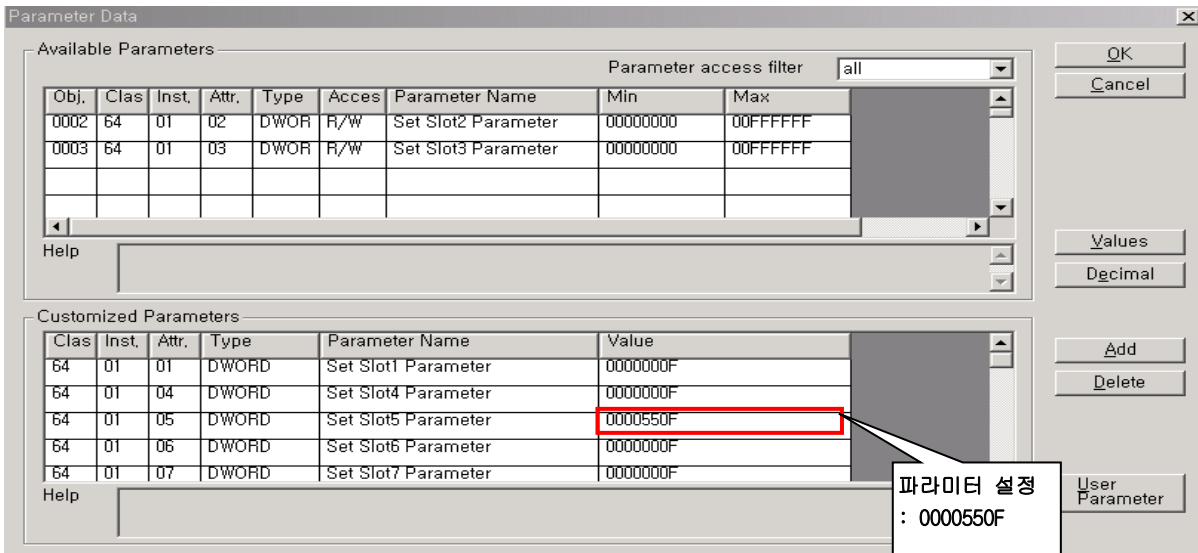 Parameter Data
Available Parameters
Parameter access filter all
Obj. Clas Inst. Attr. Type Acces Parameter Name Min Max
0002 64 01 02 DWOR R/W Set Slot2 Parameter 00000000 00FFFFFF
0003 64 01 03 DWOR R/W Set Slot3 Parameter 00000000 00FFFFFF
Help
Customized Parameters
Clas Inst. Attr. Type Parameter Name Value
64 01 01 DWORD Set Slot1 Parameter 0000000F
64 01 04 DWORD Set Slot4 Parameter 0000000F
64 01 05 DWORD Set Slot5 Parameter 0000550F
64 01 06 DWORD Set Slot6 Parameter 0000000F
64 01 07 DWORD Set Slot7 Parameter 0000000F
Help
OK
Cancel
Values
Decimal
Add
Delete
User
Parameter
파라미터 설정
: 0000550F